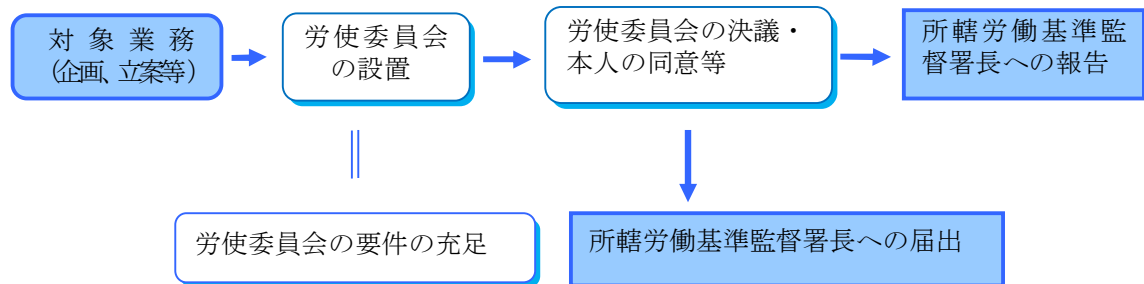 対象業務
(企画、立案等)
労使委員会
の設置
労使委員会の決議・
本人の同意等
所轄労働基準監
督署長への報告
労使委員会の要件の充足
所轄労働基準監督署長への届出